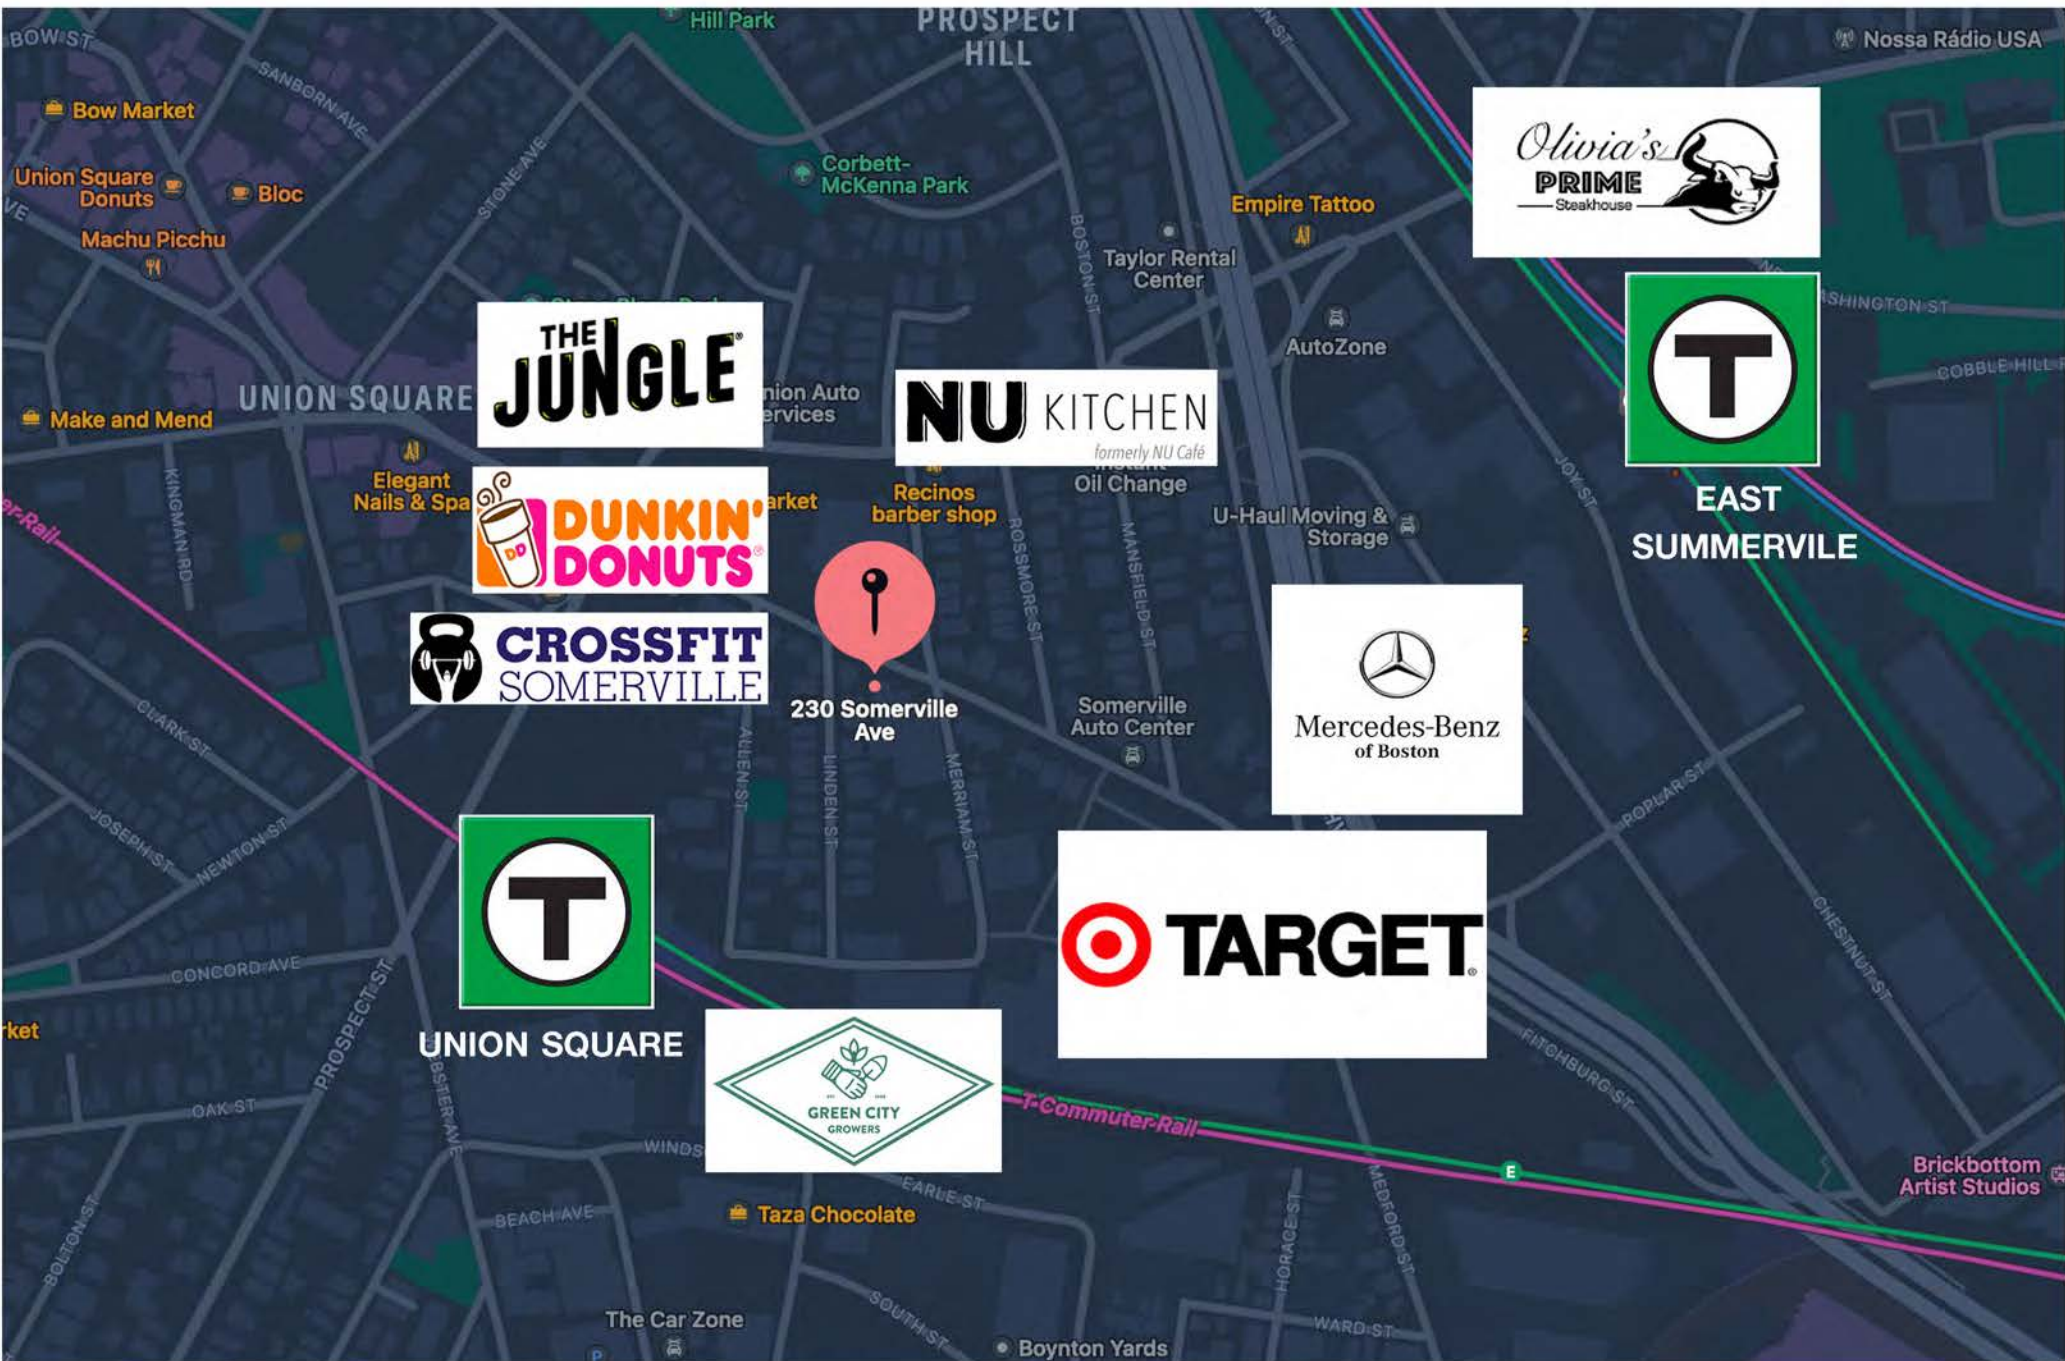 Hill Park
PROSPECT
HILL
Nossa Rádio USA
BOW ST
SANBORN AVE
Bow Market
Olivia's
PRIME
Steakhouse
Corbett-
McKenna Park
Union Square
Donuts
Bloc
STONE AVE
Empire Tattoo
Machu Picchu
BOSTON ST
Taylor Rental
Center
WASHINGTON ST
T
THE
JUNGLE
AutoZone
COBBLE HILL
UNION SQUARE
NU KITCHEN
formerly NU Café
Make and Mend
Elegant
Nails & Spa
Recinos
barber shop
Oil Change
JOY ST
EAST
SUMMERVILE
KINGMAN RD
DUNKIN'
DONUTS
DD
U-Haul Moving &
Storage
ROSSMORE ST
MANSFIELD ST
CROSSFIT
SOMERVILLE
Mercedes-Benz
of Boston
230 Somerville
Ave
Somerville
Auto Center
CLARK ST
ALLEN ST
LINDEN ST
MERRIAM ST
POPLAR ST
JOSEPH ST
NEWTON ST
T
TARGET
CHESTNUT ST
CONCORD AVE
PROSPECT ST
UNION SQUARE
FITCHBURG ST
GREEN CITY
GROWERS
OAK ST
WEBSTER AVE
T-Commuter Rail
WINDS
E
Brickbottom
Artist Studios
EARLE ST
BEACH AVE
Taza Chocolate
MEDFORD ST
HORACE ST
BOLTON ST
The Car Zone
SOUTH ST
WARD ST
Boynton Yards
P